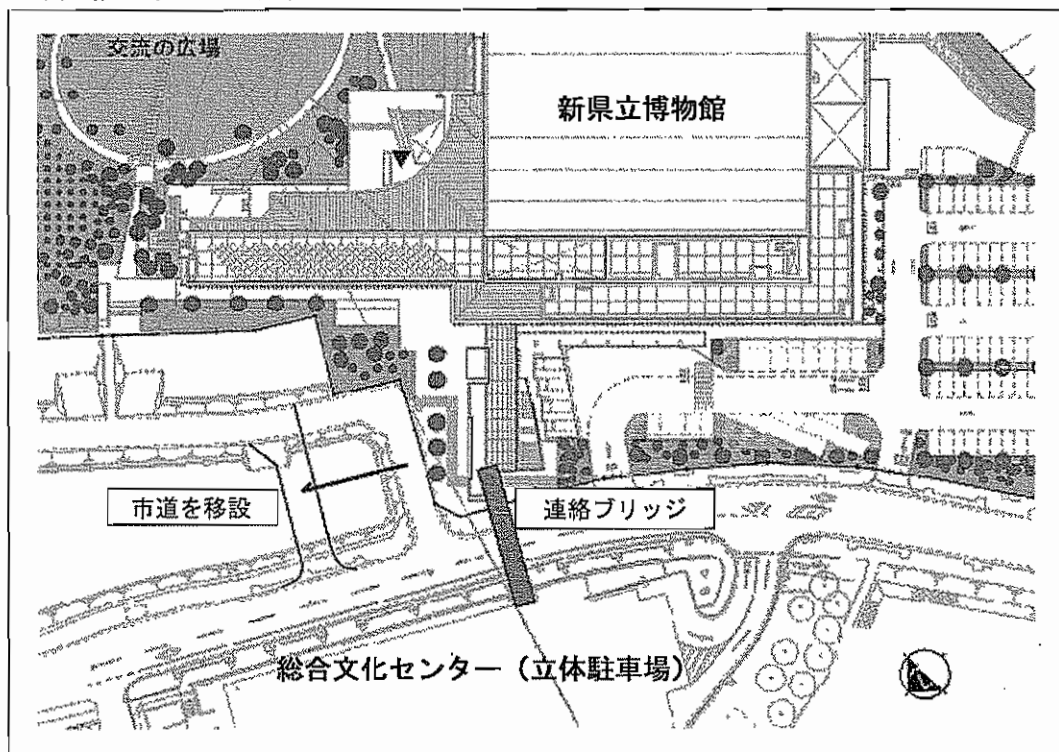 交流の広場
新県立博物館
市道を移設
連絡ブリッジ
総合文化センター（立体駐車場）